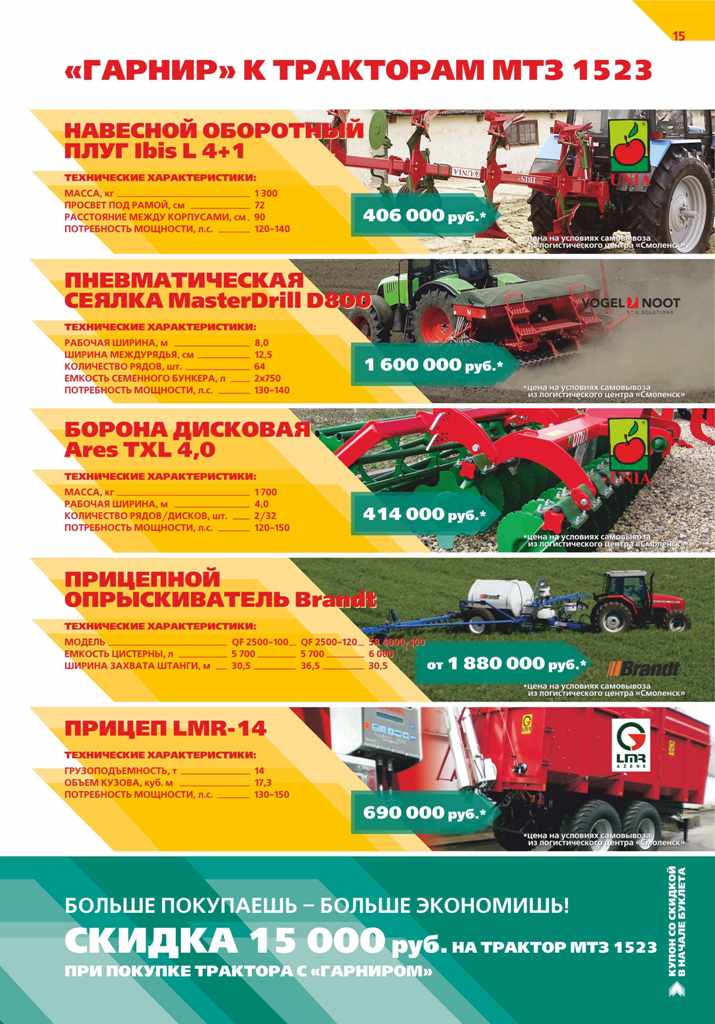 15
«ГАРНИР» К ТРАКТОРАМ МТЗ 1523
НАВЕСНОЙ ОБОРОТНЫЙ
ПЛУГ Ibis L 4+1
ТЕХНИЧЕСКИЕ ХАРАКТЕРИСТИКИ:
МАССА, кг 1 300
ПРОСВЕТ ПОД РАМОЙ, см 72
РАССТОЯНИЕ МЕЖДУ КОРПУСАМИ, см. 90
ПОТРЕБНОСТЬ МОЩНОСТИ, л.с. 120–140
406 000 руб.*
UNIA
*цена на условиях самовывоза
из логистического центра «Смоленск»
ПНЕВМАТИЧЕСКАЯ
СЕЯЛКА MasterDrill D800
ТЕХНИЧЕСКИЕ ХАРАКТЕРИСТИКИ:
РАБОЧАЯ ШИРИНА, м 8,0
ШИРИНА МЕЖДУРЯДЬЯ, см 12,5
КОЛИЧЕСТВО РЯДОВ, шт. 64
ЕМКОСТЬ СЕМЕННОГО БУНКЕРА, л 2x750
ПОТРЕБНОСТЬ МОЩНОСТИ, л.с. 130–140
1 600 000 руб.*
VOGEL NOOT
*цена на условиях самовывоза
из логистического центра «Смоленск»
БОРОНА ДИСКОВАЯ
Ares TXL 4,0
ТЕХНИЧЕСКИЕ ХАРАКТЕРИСТИКИ:
МАССА, кг 1 700
РАБОЧАЯ ШИРИНА, м 4,0
КОЛИЧЕСТВО РЯДОВ/ДИСКОВ, шт. 2/32
ПОТРЕБНОСТЬ МОЩНОСТИ, л.с. 120–150
414 000 руб.*
UNIA
*цена на условиях самовывоза
из логистического центра «Смоленск»
ПРИЦЕПНОЙ
ОПРЫСКИВАТЕЛЬ Brandt
ТЕХНИЧЕСКИЕ ХАРАКТЕРИСТИКИ:
МОДЕЛЬ QF 2500–100 QF 2500–120 SB 4000–100
ЕМКОСТЬ ЦИСТЕРНЫ, л 5 700 5 700 6 000
ШИРИНА ЗАХВАТА ШТАНГИ, м 30,5 36,5 30,5
от 1 880 000 руб.*
Brandt
*цена на условиях самовывоза
из логистического центра «Смоленск»
ПРИЦЕП LMR-14
ТЕХНИЧЕСКИЕ ХАРАКТЕРИСТИКИ:
ГРУЗОПОДЪЕМНОСТЬ, т 14
ОБЪЕМ КУЗОВА, куб. м 17,3
ПОТРЕБНОСТЬ МОЩНОСТИ, л.с. 130–150
690 000 руб.*
LMR
*цена на условиях самовывоза
из логистического центра «Смоленск»
БОЛЬШЕ ПОКУПАЕШЬ – БОЛЬШЕ ЭКОНОМИШЬ!
СКИДКА 15 000 руб. НА ТРАКТОР МТЗ 1523
ПРИ ПОКУПКЕ ТРАКТОРА С «ГАРНИРОМ»
КУПОН СО СКИДКОЙ
В НАЧАЛЕ БУКЛЕТА